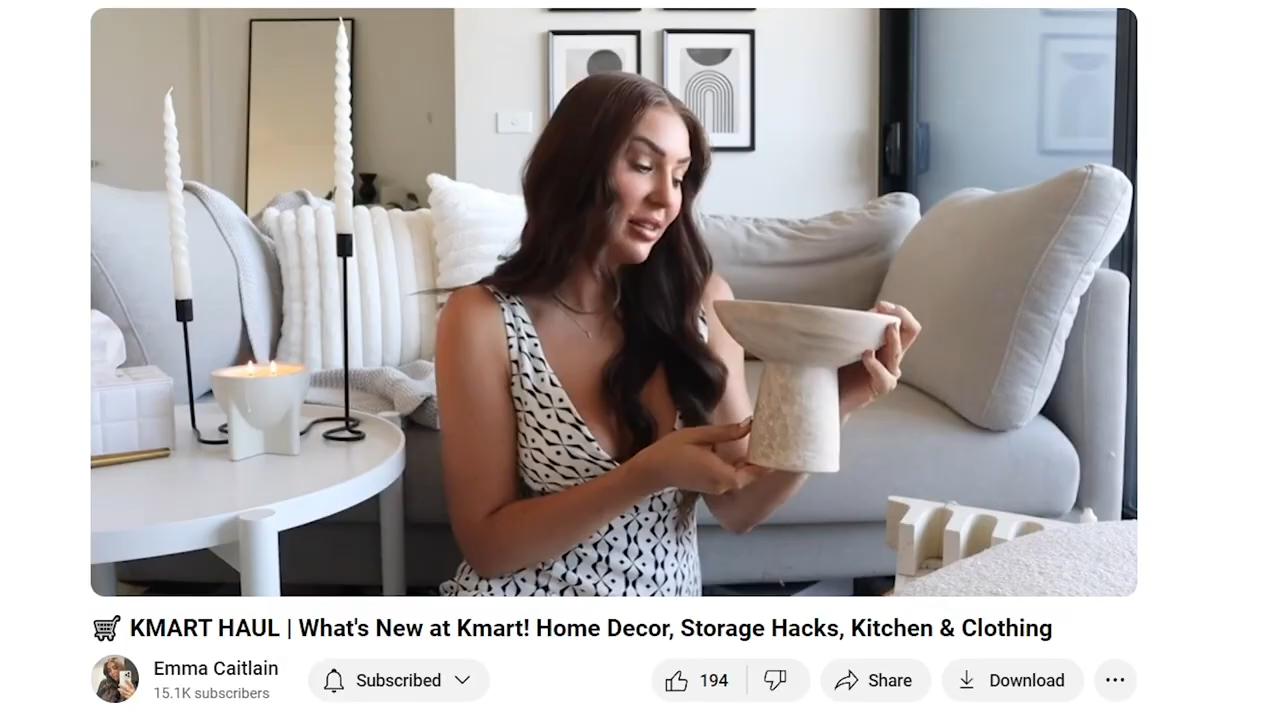 🛒 KMART HAUL | What's New at Kmart! Home Decor, Storage Hacks, Kitchen & Clothing
Emma Caitlain
15.1K subscribers
Subscribed
194
Share
Download